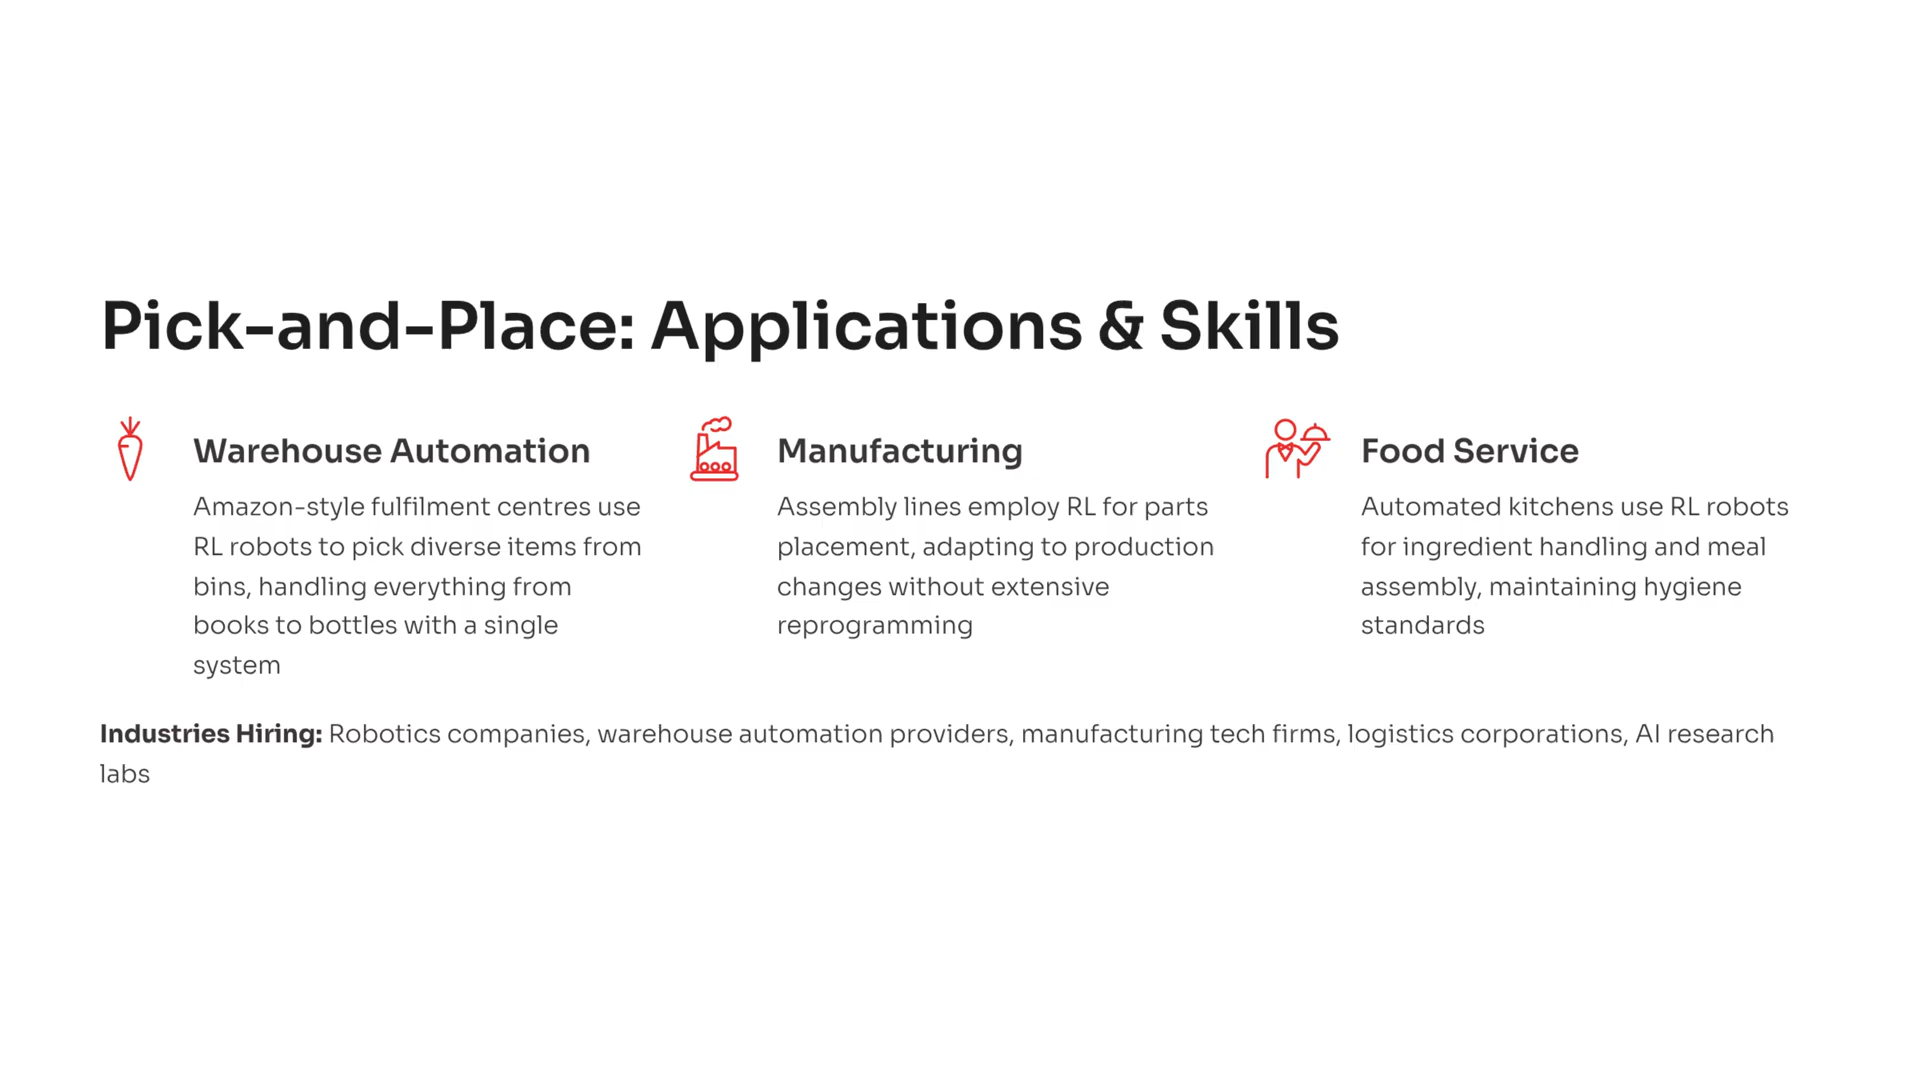 Pick-and-Place: Applications & Skills
Warehouse Automation
Amazon-style fulfilment centres use
RL robots to pick diverse items from
bins, handling everything from
books to bottles with a single
system
Manufacturing
Assembly lines employ RL for parts
placement, adapting to production
changes without extensive
reprogramming
Food Service
Automated kitchens use RL robots
for ingredient handling and meal
assembly, maintaining hygiene
standards
Industries Hiring: Robotics companies, warehouse automation providers, manufacturing tech firms, logistics corporations, AI research
labs